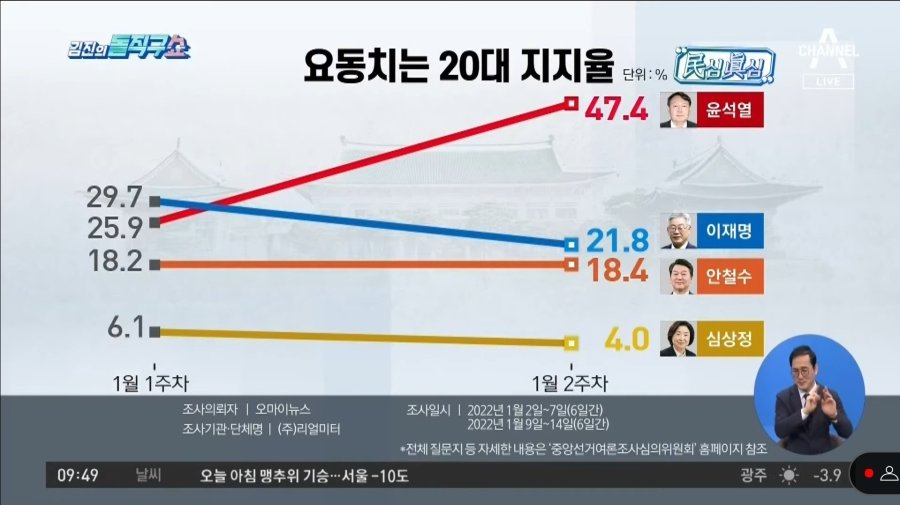 김진의 돌직구쇼
요동치는 20대 지지율 단위 : %
民심眞심
CHANNEL A
LIVE
47.4 윤석열
29.7
25.9
21.8 이재명
18.2
18.4 안철수
6.1
4.0 심상정
1월 1주차 1월 2주차
조사의뢰자 | 오마이뉴스
조사기관·단체명 | (주)리얼미터
조사일시 | 2022년 1월 2일~7일(6일간)
2022년 1월 9일~14일(6일간)
*전체 질문지 등 자세한 내용은 '중앙선거여론조사심의위원회' 홈페이지 참조
09:49 날씨 오늘 아침 맹추위 기승…서울 -10도 광주 -3.9